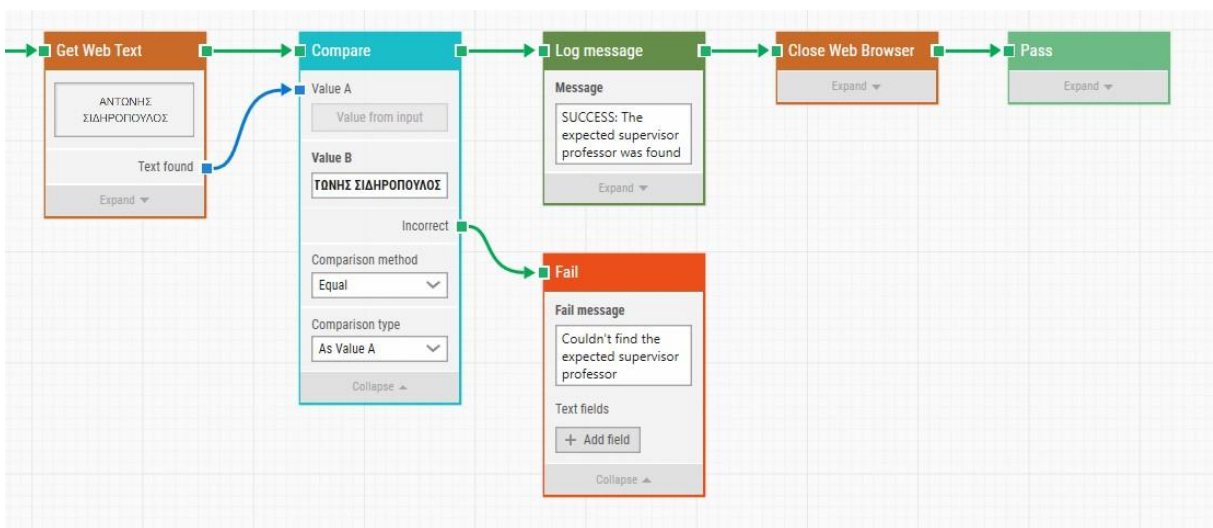 Get Web Text
ΑΝΤΩΝΗΣ
ΣΙΔΗΡΟΠΟΥΛΟΣ
Text found
Expand
Compare
Value A
Value from input
Value B
ΤΩΝΗΣ ΣΙΔΗΡΟΠΟΥΛΟΣ
Incorrect
Comparison method
Equal
Comparison type
As Value A
Collapse
Log message
Message
SUCCESS: The
expected supervisor
professor was found
Expand
Fail
Fail message
Couldn't find the
expected supervisor
professor
Text fields
+ Add field
Collapse
Close Web Browser
Expand
Pass
Expand